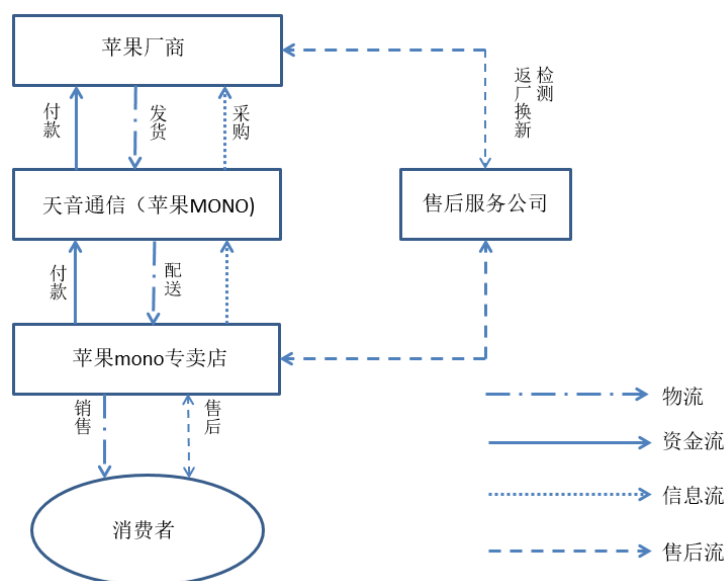 苹果厂商
付款
发货
采购
检测
返厂换新
天音通信（苹果MONO)
售后服务公司
付款
配送
苹果mono专卖店
销售
售后
消费者
物流
资金流
信息流
售后流